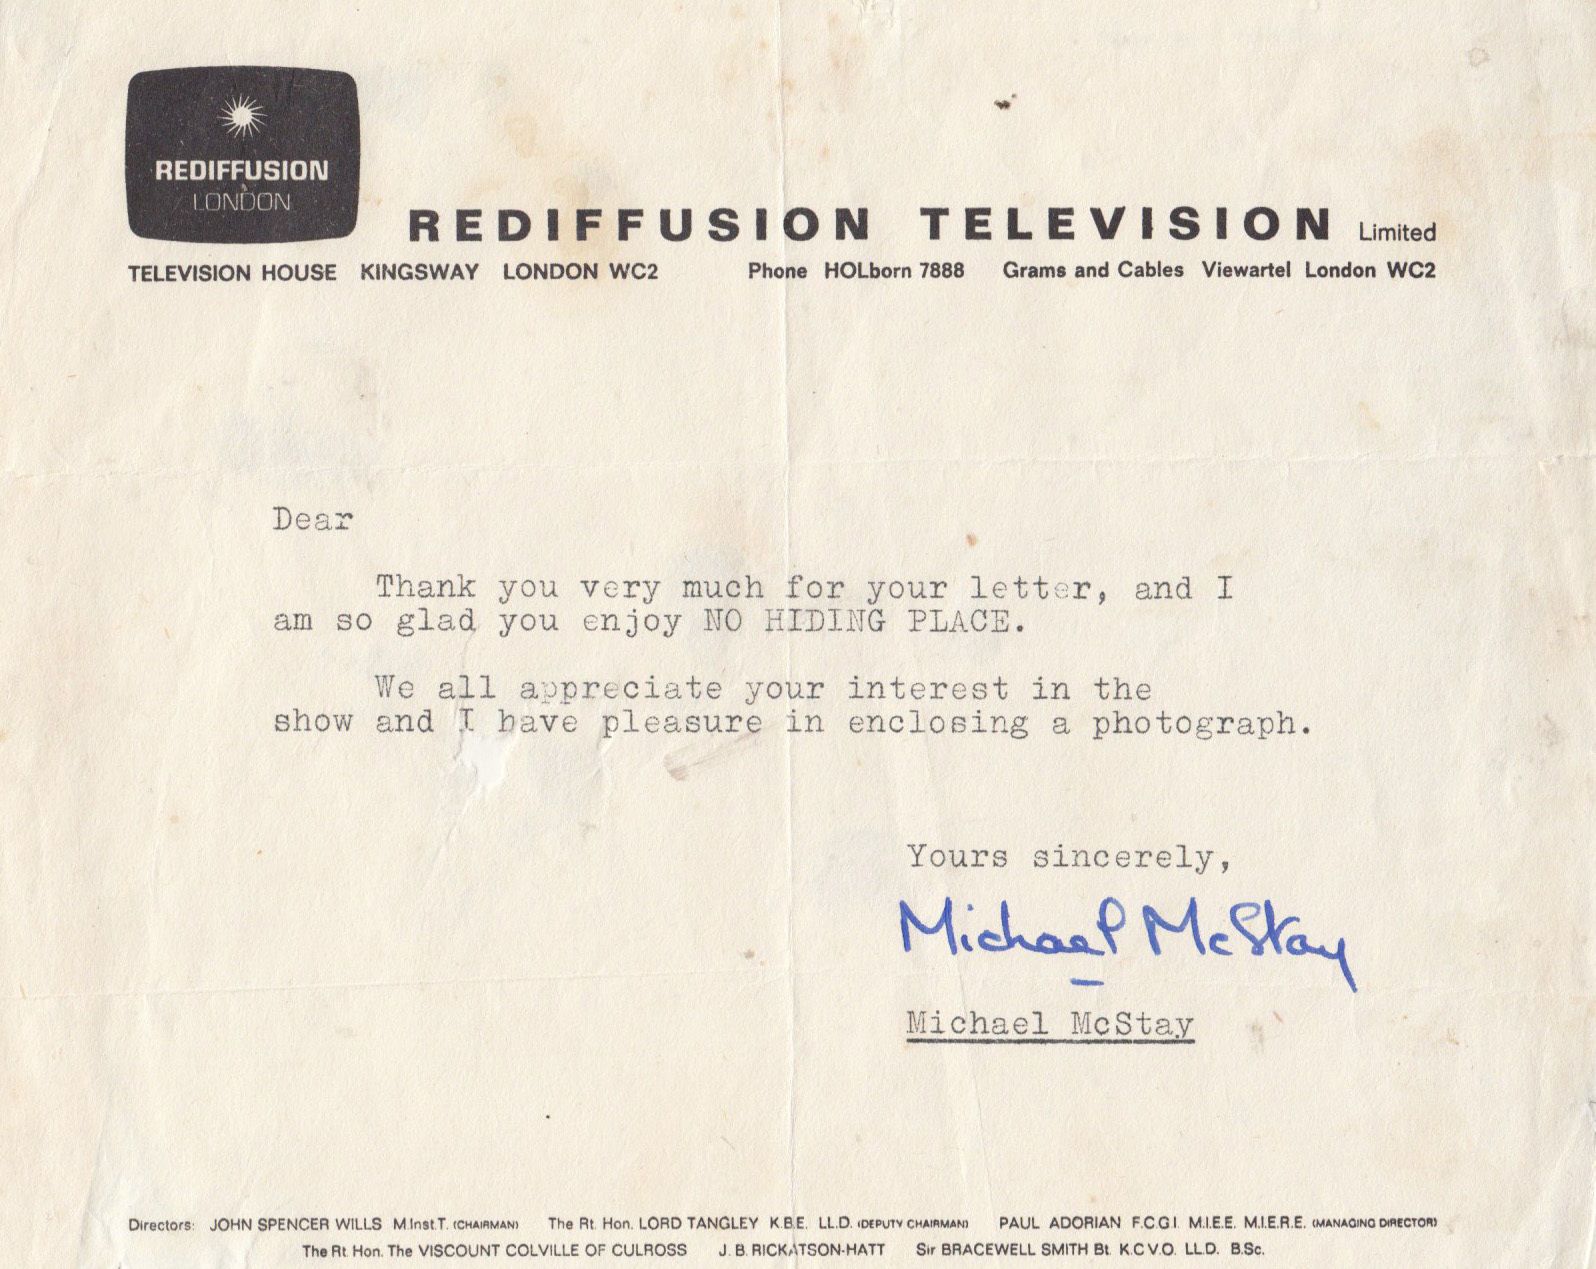 REDIFFUSION
LONDON
REDIFFUSION TELEVISION Limited
TELEVISION HOUSE KINGSWAY LONDON WC2 Phone HOLborn 7888 Grams and Cables Viewartel London WC2
Dear
Thank you very much for your letter, and I
am so glad you enjoy NO HIDING PLACE.
We all appreciate your interest in the
show and I have pleasure in enclosing a photograph.
Yours sincerely,
Michael McStay
Michael McStay
Directors: JOHN SPENCER WILLS M.Inst.T. (CHAIRMAN) The Rt. Hon. LORD TANGLEY K.B.E. LL.D. (DEPUTY CHAIRMAN) PAUL ADORIAN F.C.G.I. M.I.E.E. M.I.E.R.E. (MANAGING DIRECTOR)
The Rt. Hon. The VISCOUNT COLVILLE OF CULROSS J. B. RICKATSON-HATT Sir BRACEWELL SMITH Bt. K.C.V.O. LL.D. B.Sc.